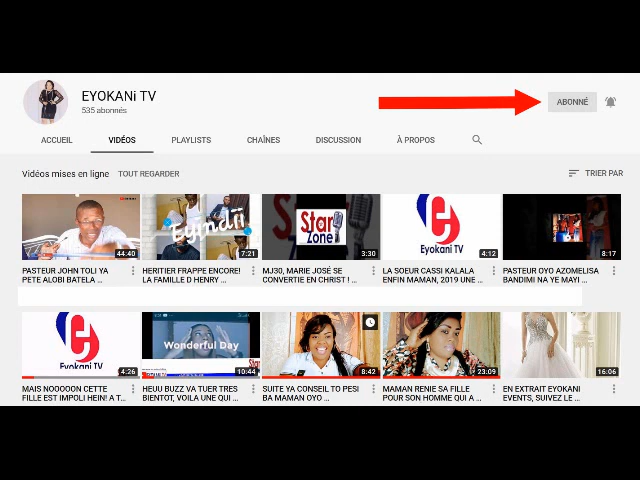 EYOKANi TV
535 abonnés
ABONNÉ
ACCUEIL VIDÉOS PLAYLISTS CHAÎNES DISCUSSION À PROPOS
Vidéos mises en ligne TOUT REGARDER TRIER PAR
Eyindii
Star
Zone
Eyokani TV
44:40 7:21 3:30 4:12 8:17
PASTEUR JOHN TOLI YA
PETE ALOBI BATELA ...
HERITIER FRAPPE ENCORE!
LA FAMILLE D HENRY ...
MJ30, MARIE JOSÉ SE
CONVERTIE EN CHRIST ! ...
LA SOEUR CASSI KALALA
ENFIN MAMAN, 2019 UNE ...
PASTEUR OYO AZOMELISA
BANDIMI NA YE MAYI ...
Eyokani TV
Wonderful Day
4:26 10:44 8:42 23:09 16:06
MAIS NOOOOON CETTE
FILLE EST IMPOLI HEIN! A T...
HEUU BUZZ VA TUER TRES
BIENTOT, VOILA UNE QUI ...
SUITE YA CONSEIL TO PESI
BA MAMAN OYO ...
MAMAN RENIE SA FILLE
POUR SON HOMME QUI A ...
EN EXTRAIT EYOKANI
EVENTS, SUIVEZ LE ...